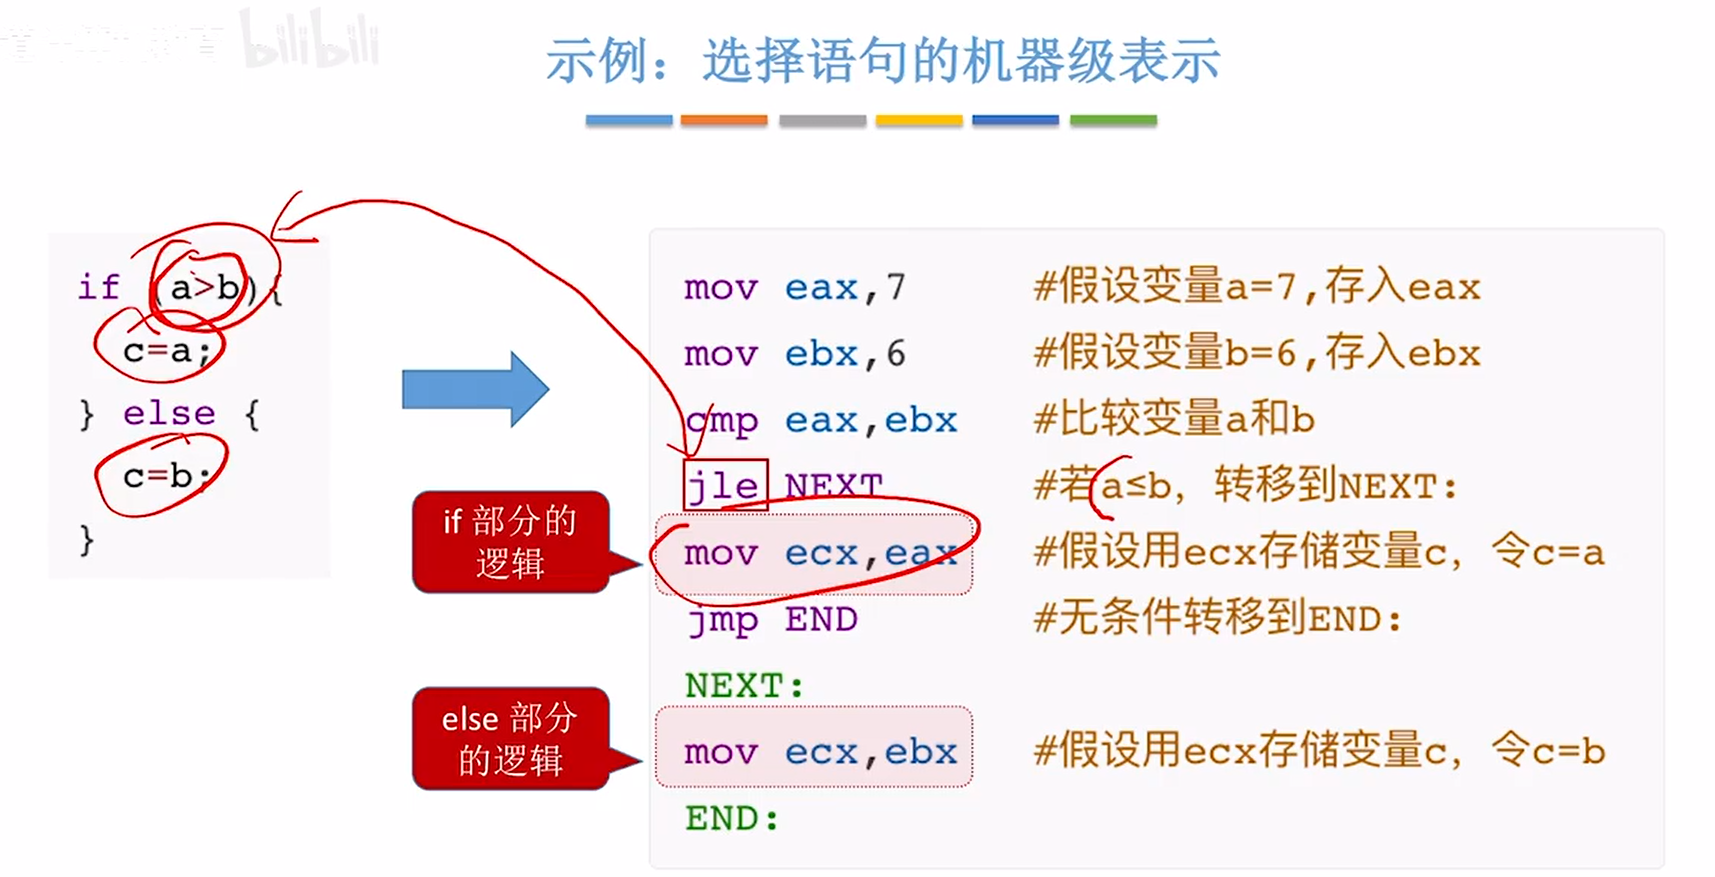 bilibili
示例：选择语句的机器级表示
if (a>b){
c=a;
} else {
c=b;
}
mov eax,7 #假设变量a=7,存入eax
mov ebx,6 #假设变量b=6,存入ebx
cmp eax,ebx #比较变量a和b
jle NEXT #若a≤b，转移到NEXT:
if 部分的
逻辑
mov ecx,eax #假设用ecx存储变量c，令c=a
jmp END #无条件转移到END:
NEXT:
else 部分
的逻辑
mov ecx,ebx #假设用ecx存储变量c，令c=b
END: